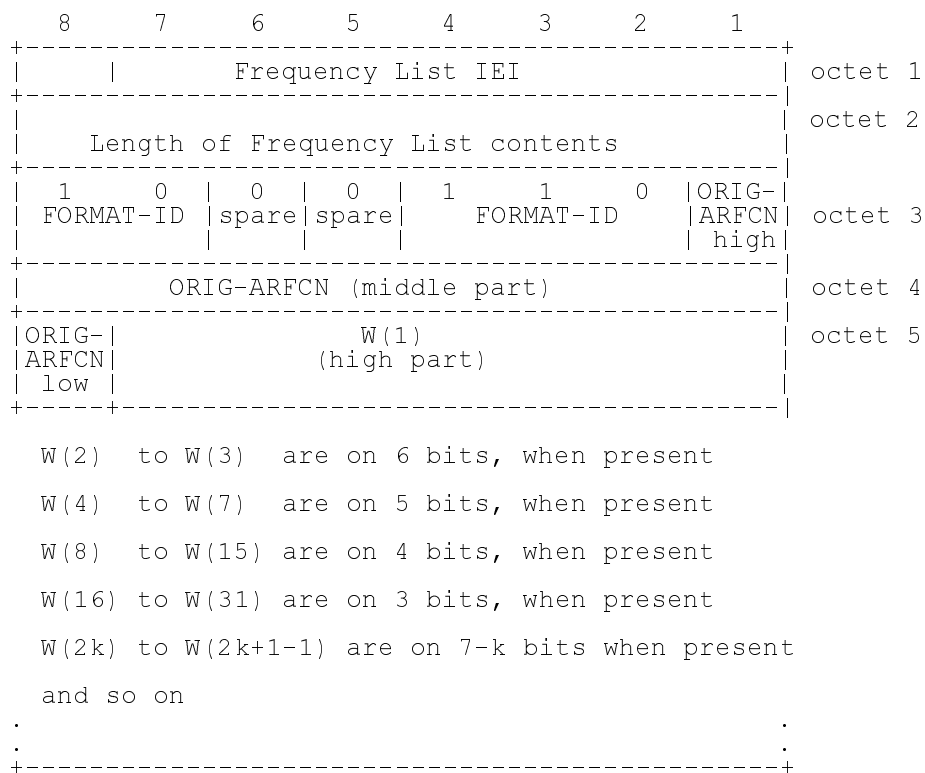 8 7 6 5 4 3 2 1
+-----------------------------------------------+
| | Frequency List IEI | octet 1
+-----------------------------------------------|
| | octet 2
| Length of Frequency List contents |
+-----------------------------------------------|
| 1 0 | 0 | 0 | 1 1 0 |ORIG-|
| FORMAT-ID |spare|spare| FORMAT-ID |ARFCN| octet 3
| | | | | high|
+-----------------------------------------------|
| ORIG-ARFCN (middle part) | octet 4
+-----------------------------------------------|
|ORIG-| W(1) | octet 5
|ARFCN| (high part) |
| low | |
+-----+-----------------------------------------|
W(2) to W(3) are on 6 bits, when present
W(4) to W(7) are on 5 bits, when present
W(8) to W(15) are on 4 bits, when present
W(16) to W(31) are on 3 bits, when present
W(2k) to W(2k+1-1) are on 7-k bits when present
and so on
. .
. .
+-----------------------------------------------+